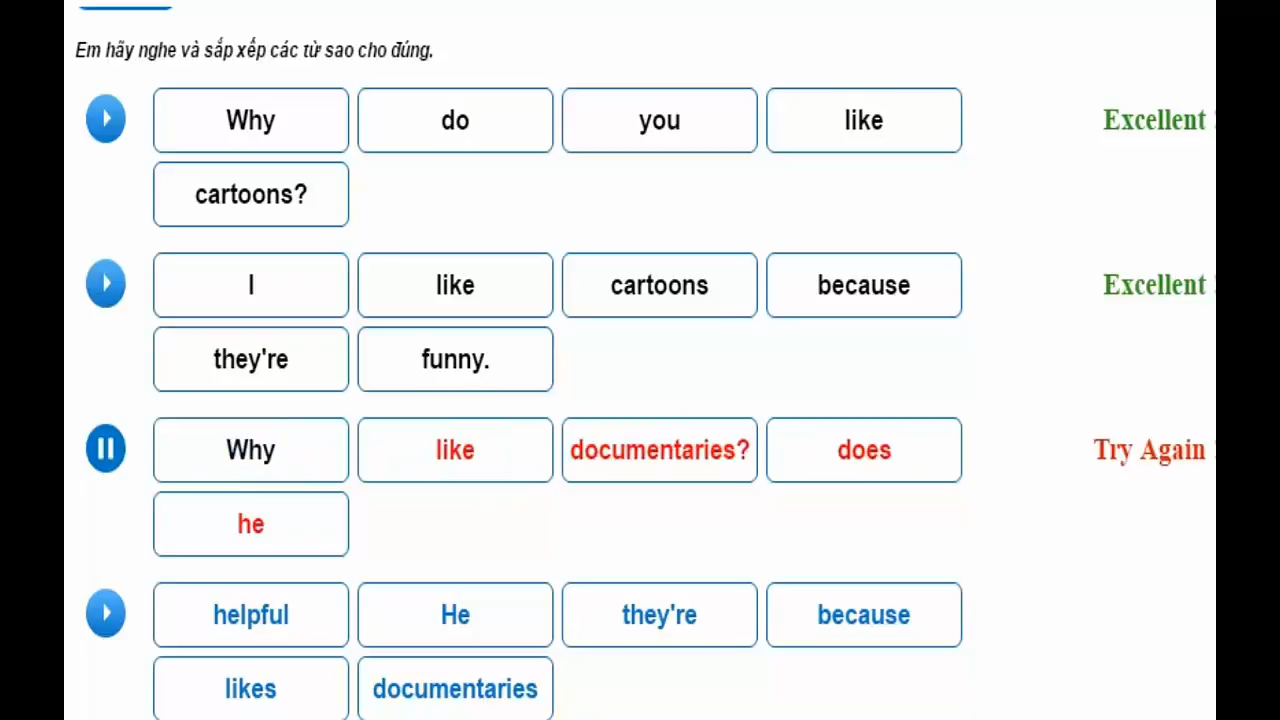 Em hãy nghe và sắp xếp các từ sao cho đúng.
Why do you like Excellent
cartoons?
I like cartoons because Excellent
they're funny.
Why like documentaries? does Try Again
he
helpful He they're because
likes documentaries